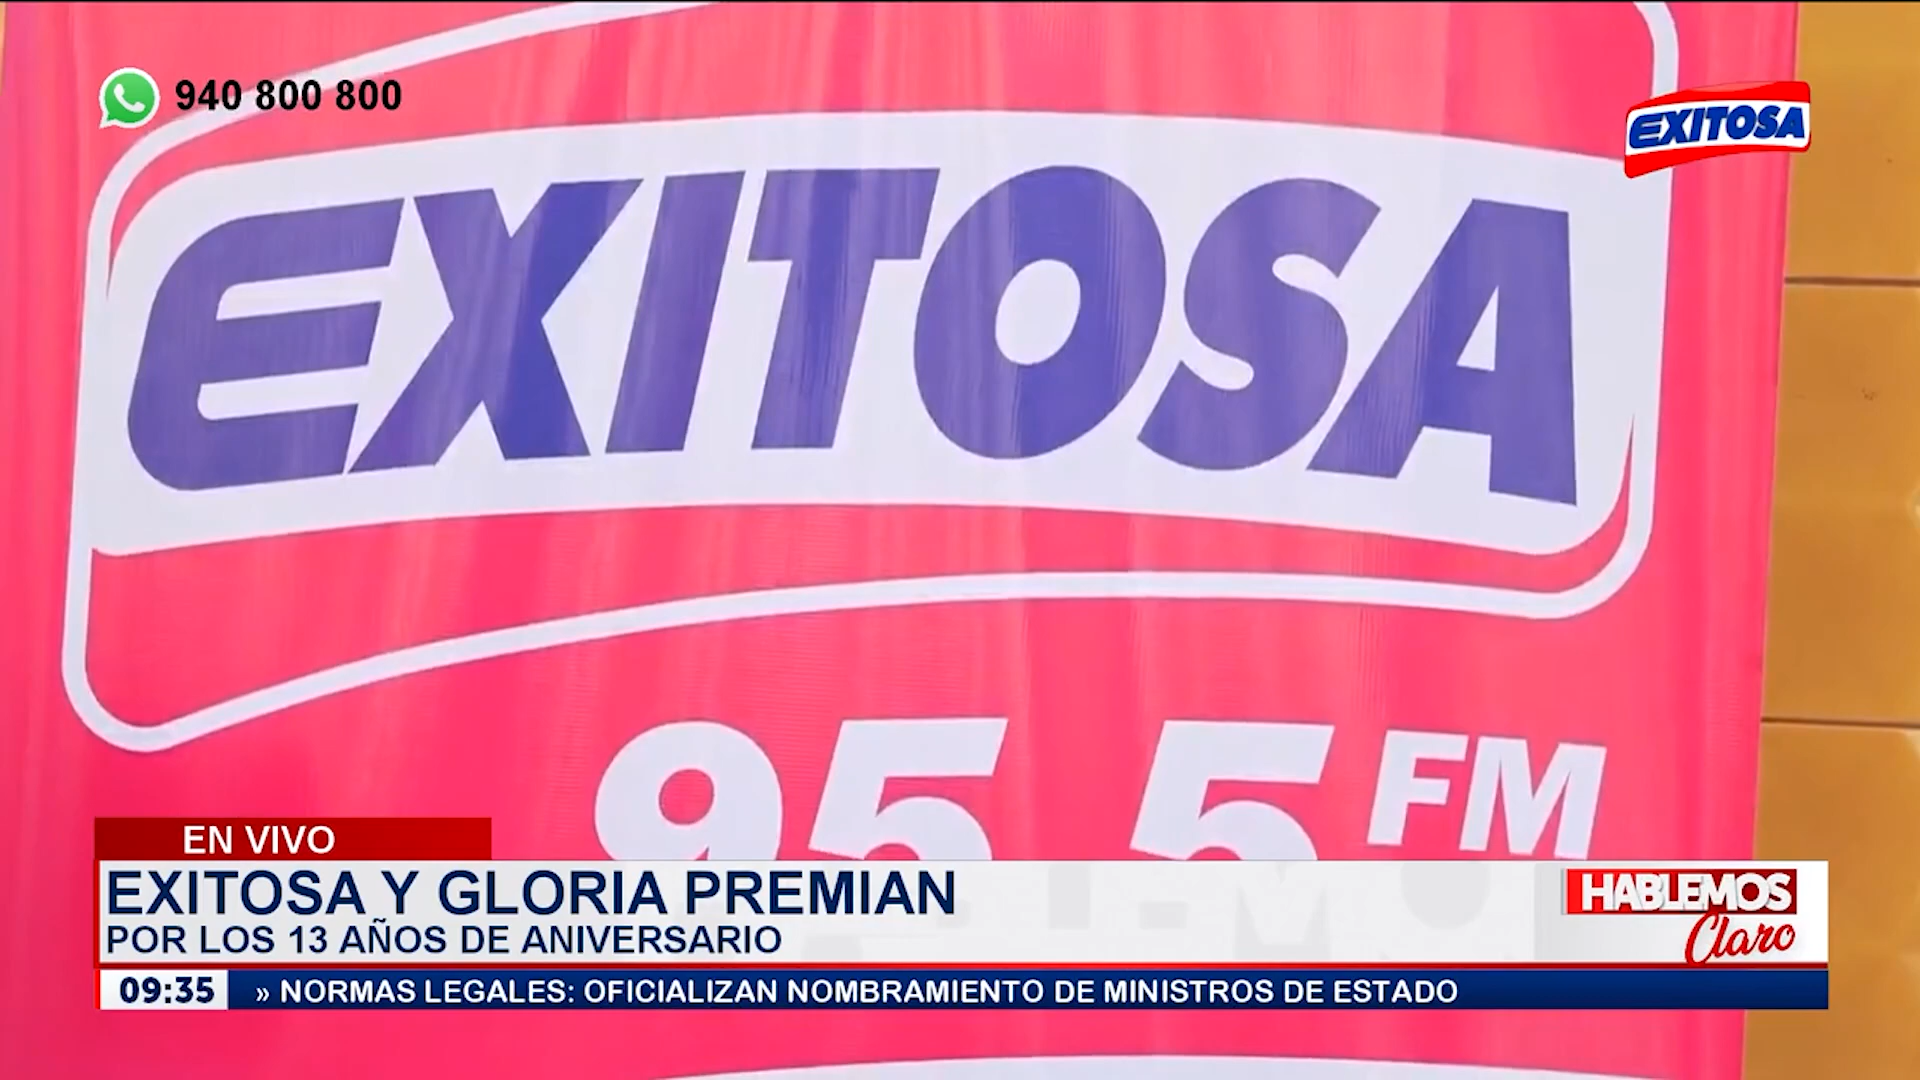 940 800 800
EXITOSA
EXITOSA
95.5 FM
EN VIVO
EXITOSA Y GLORIA PREMIAN
POR LOS 13 AÑOS DE ANIVERSARIO
HABLEMOS
Claro
09:35 » NORMAS LEGALES: OFICIALIZAN NOMBRAMIENTO DE MINISTROS DE ESTADO